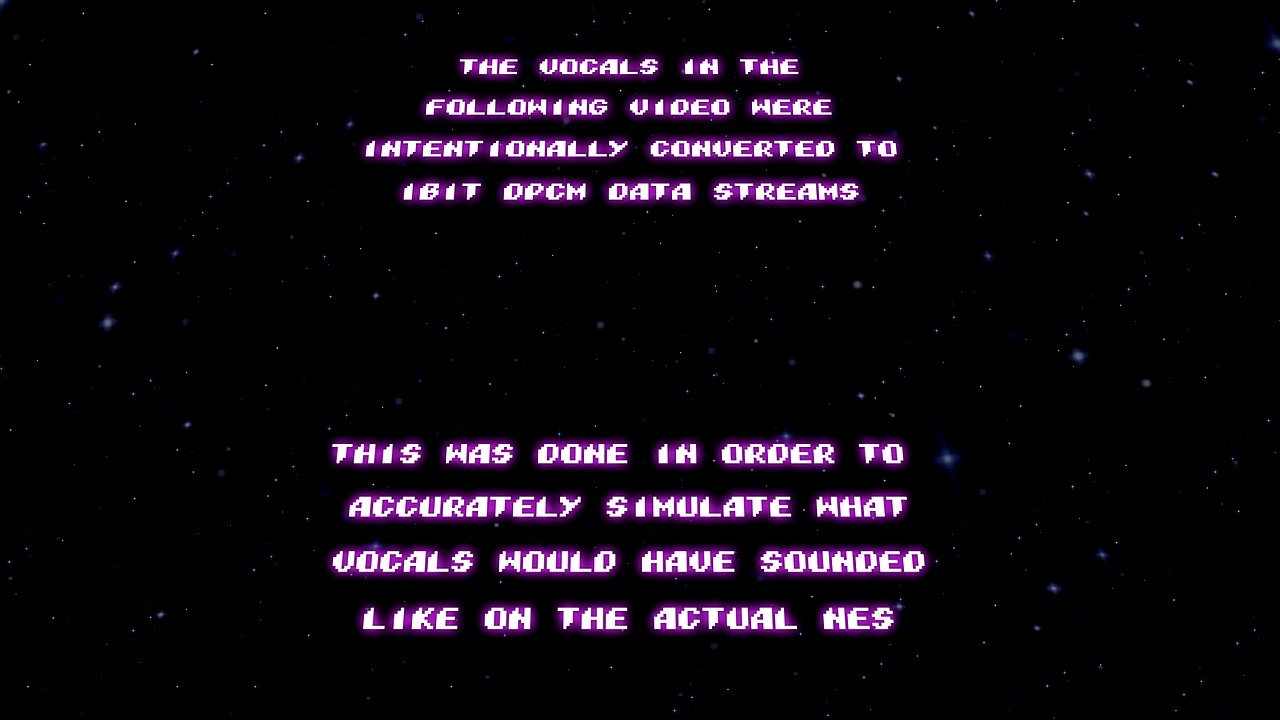 THE VOCALS IN THE
FOLLOWING VIDEO WERE
INTENTIONALLY CONVERTED TO
1BIT DPCM DATA STREAMS
THIS WAS DONE IN ORDER TO
ACCURATELY SIMULATE WHAT
VOCALS WOULD HAVE SOUNDED
LIKE ON THE ACTUAL NES